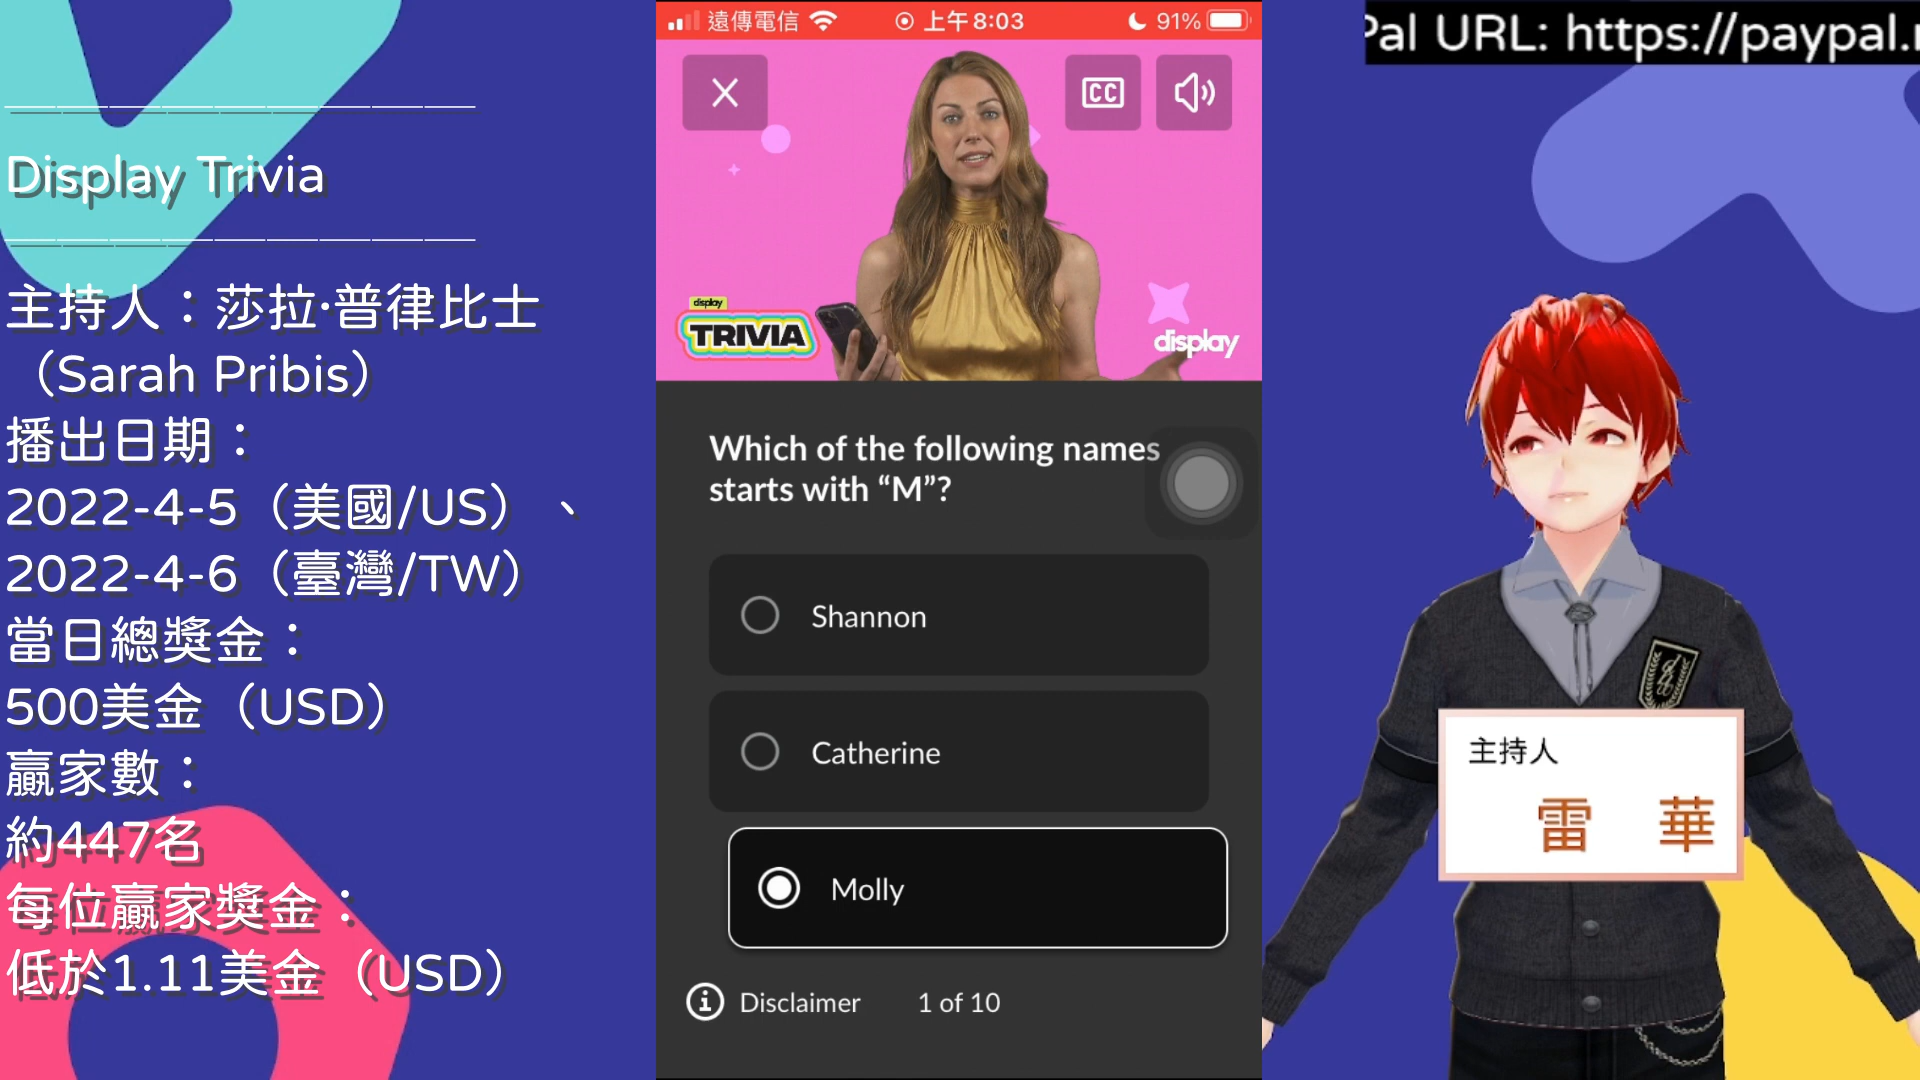 Display Trivia
主持人：莎拉·普律比士
（Sarah Pribis）
播出日期：
2022-4-5（美國/US）、
2022-4-6（臺灣/TW）
當日總獎金：
500美金（USD）
贏家數：
約447名
每位贏家獎金：
低於1.11美金（USD）
遠傳電信 上午8:03 91%
CC
display
TRIVIA
display
Which of the following names
starts with “M”?
Shannon
Catherine
Molly
Disclaimer 1 of 10
Pal URL: https://paypal.
主持人
雷 華